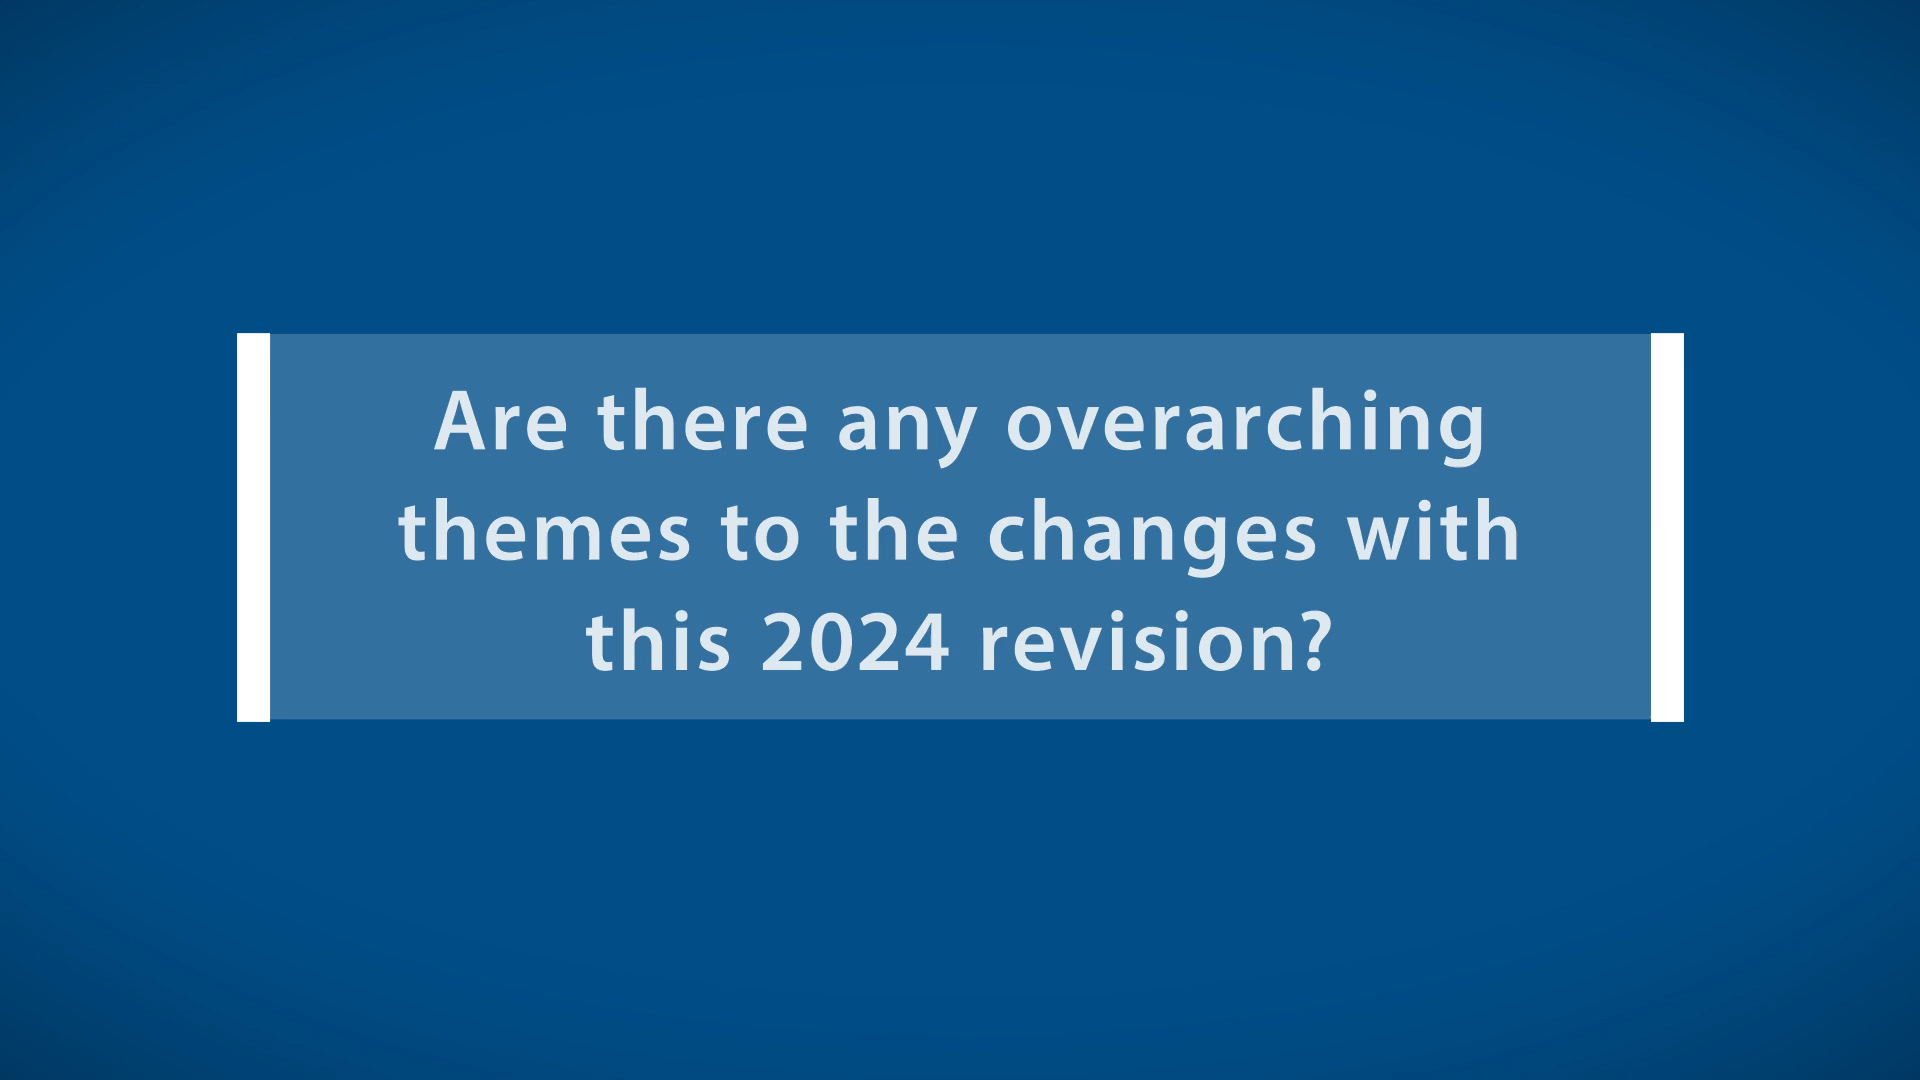 Are there any overarching
themes to the changes with
this 2024 revision?